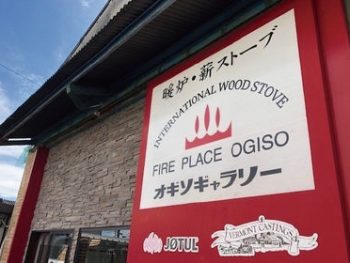 暖炉・薪ストーブ
INTERNATIONAL WOOD STOVE
FIRE PLACE OGISO
オギソギャラリー
JØTUL
VERMONT CASTINGS